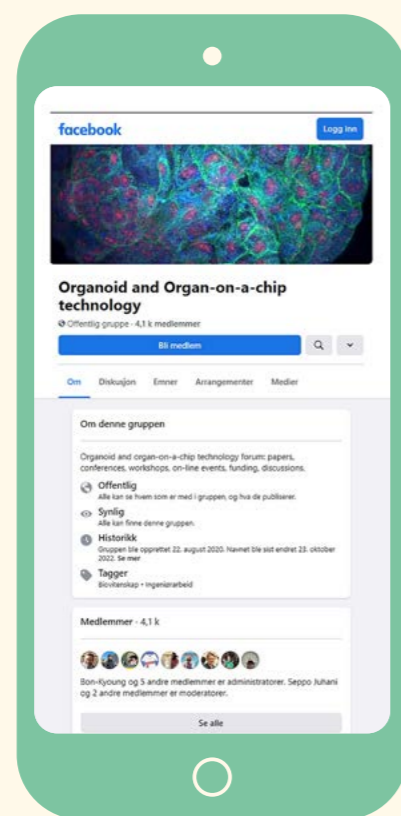 facebook
Logg inn
Organoid and Organ-on-a-chip
technology
Offentlig gruppe · 4,1 k medlemmer
Bli medlem
Om Diskusjon Emner Arrangementer Medier
Om denne gruppen
Organoid and organ-on-a-chip technology forum: papers,
conferences, workshops, on-line events, funding, discussions.
Offentlig
Alle kan se hvem som er med i gruppen, og hva de publiserer.
Synlig
Alle kan finne denne gruppen.
Historikk
Gruppen ble opprettet 22. august 2020. Navnet ble sist endret 23. oktober
2022. Se mer
Tagger
Biovitenskap • Ingeniørarbeid
Medlemmer · 4,1 k
Bon-Kyoung og 5 andre medlemmer er administratorer. Seppo Juhani
og 2 andre medlemmer er moderatorer.
Se alle